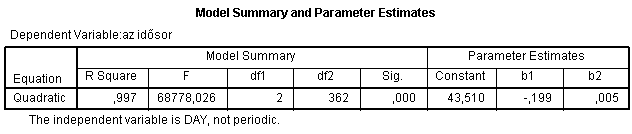 Model Summary and Parameter Estimates
Dependent Variable:az idősor
Model Summary Parameter Estimates
Equation R Square F df1 df2 Sig. Constant b1 b2
Quadratic ,997 68778,026 2 362 ,000 43,510 -,199 ,005
The independent variable is DAY, not periodic.